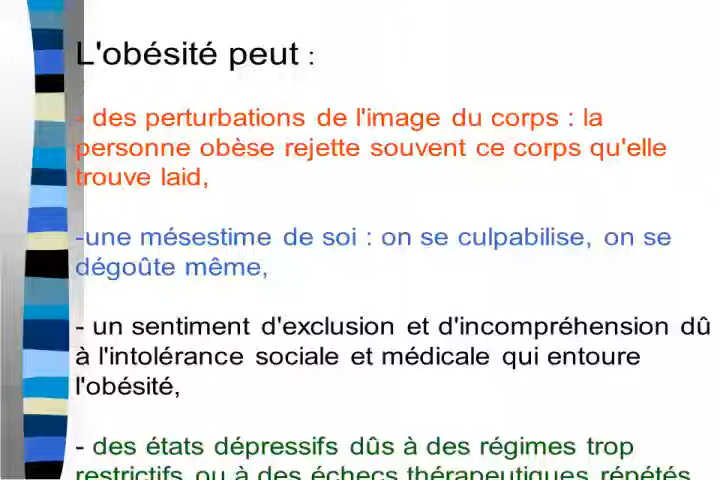 L'obésité peut :
- des perturbations de l'image du corps : la
personne obèse rejette souvent ce corps qu'elle
trouve laid,
-une mésestime de soi : on se culpabilise, on se
dégoûte même,
- un sentiment d'exclusion et d'incompréhension dû
à l'intolérance sociale et médicale qui entoure
l'obésité,
- des états dépressifs dûs à des régimes trop
restrictifs ou à des échecs thérapeutiques répétés